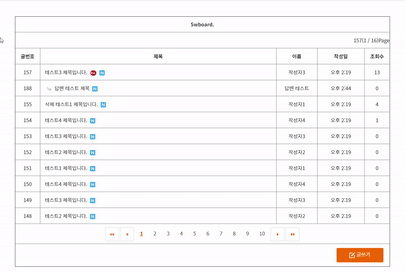 Swboard.
157(1 / 16)Page
글번호 제목 이름 작성일 조회수
157 테스트3 제목입니다. 작성자3 오후 2:19 13
188 답변 테스트 제목 답변 테스트 오후 2:44 0
155 삭제 테스트1 제목입니다. 작성자1 오후 2:19 4
154 테스트4 제목입니다. 작성자4 오후 2:19 1
153 테스트3 제목입니다. 작성자3 오후 2:19 0
152 테스트2 제목입니다. 작성자2 오후 2:19 0
151 테스트1 제목입니다. 작성자1 오후 2:19 0
150 테스트4 제목입니다. 작성자4 오후 2:19 0
149 테스트3 제목입니다. 작성자3 오후 2:19 0
148 테스트2 제목입니다. 작성자2 오후 2:19 0
1 2 3 4 5 6 7 8 9 10
글쓰기